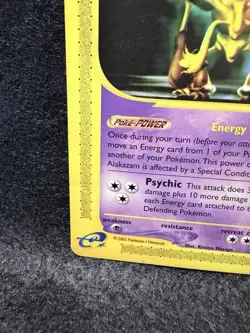 Poké-POWER Energy
Once during your turn (before your atta
move an Energy card from 1 of your Po
another of your Pokémon. This power c
Alakazam is affected by a Special Condit
Psychic This attack does
damage plus 10 more damage
each Energy card attached to
Defending Pokémon.
weakness resistance retreat c
e ©2002 Pokémon / Nintendo. Illus.